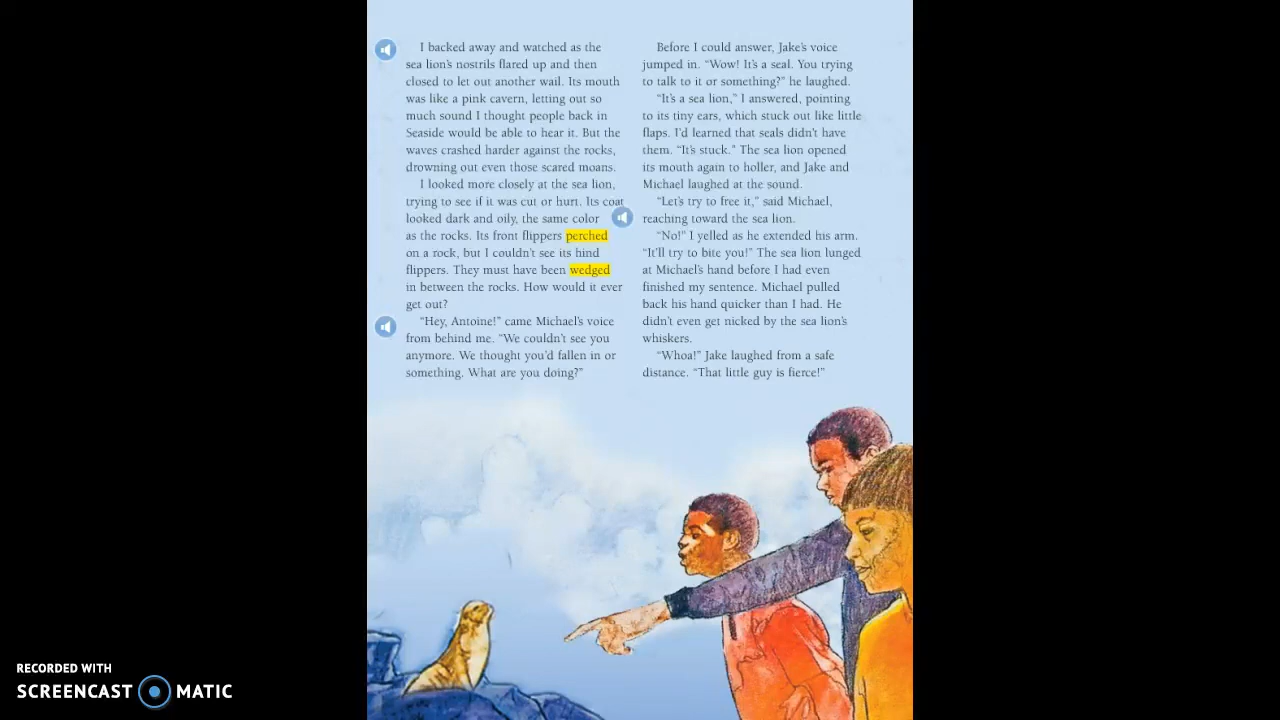 I backed away and watched as the
sea lion's nostrils flared up and then
closed to let out another wail. Its mouth
was like a pink cavern, letting out so
much sound I thought people back in
Seaside would be able to hear it. But the
waves crashed harder against the rocks,
drowning out even those scared moans.
I looked more closely at the sea lion,
trying to see if it was cut or hurt. Its coat
looked dark and oily, the same color
as the rocks. Its front flippers perched
on a rock, but I couldn't see its hind
flippers. They must have been wedged
in between the rocks. How would it ever
get out?
“Hey, Antoine!” came Michael's voice
from behind me. “We couldn't see you
anymore. We thought you'd fallen in or
something. What are you doing?”
Before I could answer, Jake's voice
jumped in. “Wow! It's a seal. You trying
to talk to it or something?” he laughed.
“It's a sea lion,” I answered, pointing
to its tiny ears, which stuck out like little
flaps. I'd learned that seals didn't have
them. “It's stuck.” The sea lion opened
its mouth again to holler, and Jake and
Michael laughed at the sound.
“Let's try to free it,” said Michael,
reaching toward the sea lion.
“No!” I yelled as he extended his arm.
“It'll try to bite you!” The sea lion lunged
at Michael's hand before I had even
finished my sentence. Michael pulled
back his hand quicker than I had. He
didn't even get nicked by the sea lion's
whiskers.
“Whoa!” Jake laughed from a safe
distance. “That little guy is fierce!”
RECORDED WITH
SCREENCAST MATIC